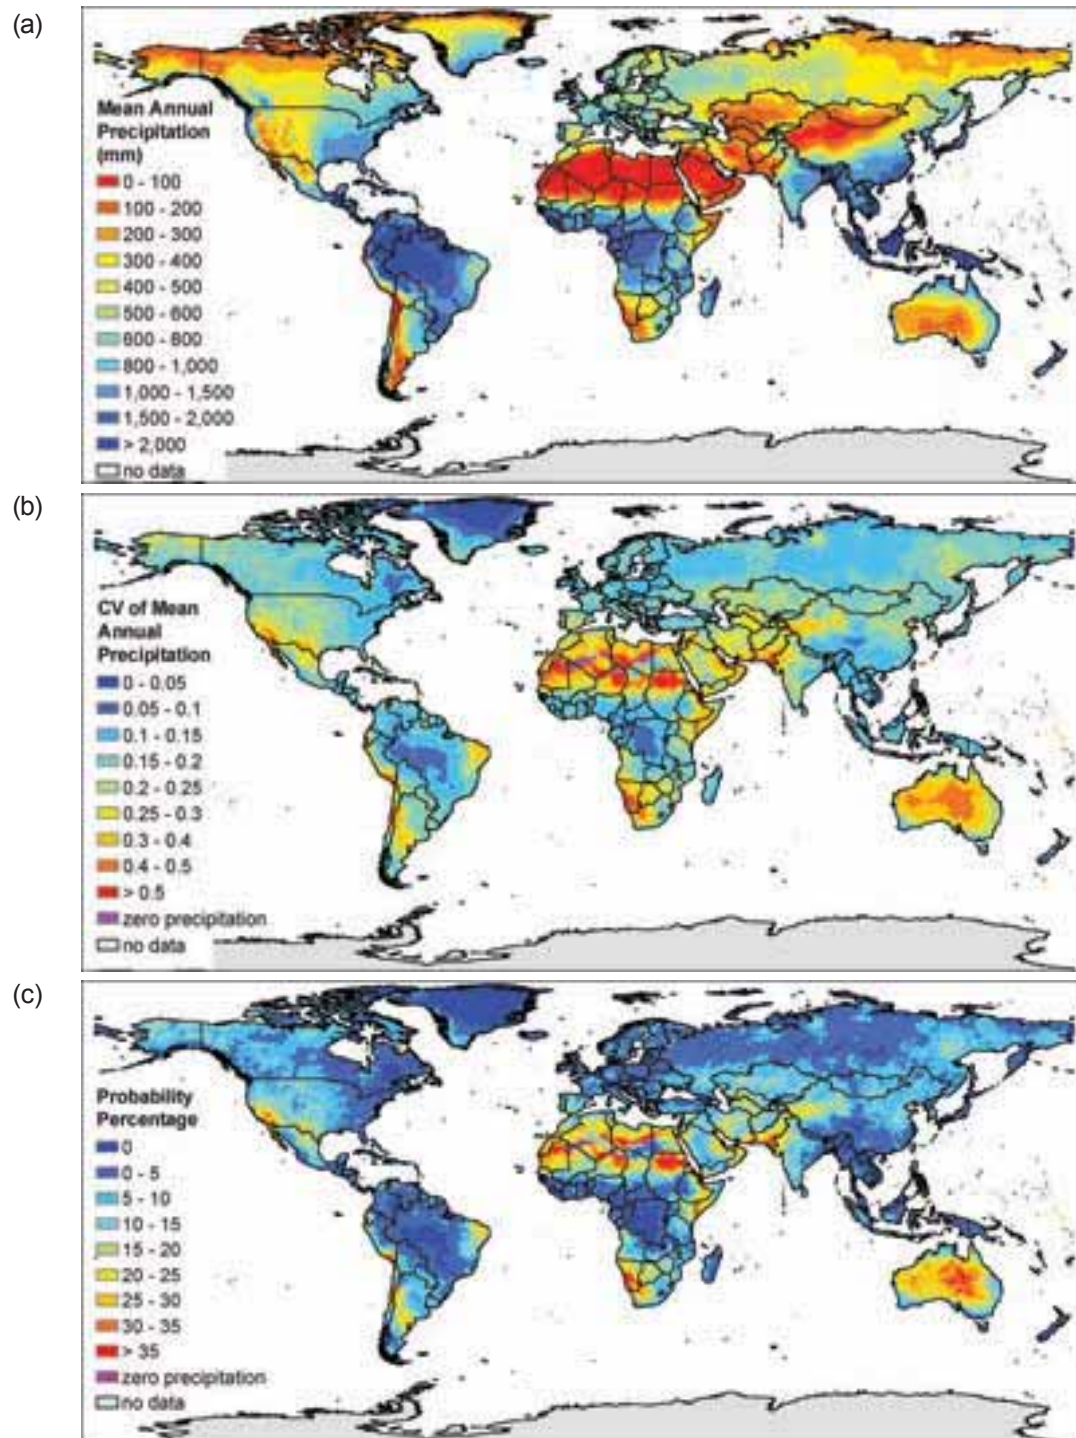 (a)
Mean Annual
Precipitation
(mm)
0 - 100
100 - 200
200 - 300
300 - 400
400 - 500
500 - 600
600 - 800
800 - 1,000
1,000 - 1,500
1,500 - 2,000
> 2,000
no data
(b)
CV of Mean
Annual
Precipitation
0 - 0.05
0.05 - 0.1
0.1 - 0.15
0.15 - 0.2
0.2 - 0.25
0.25 - 0.3
0.3 - 0.4
0.4 - 0.5
> 0.5
zero precipitation
no data
(c)
Probability
Percentage
0
0 - 5
5 - 10
10 - 15
15 - 20
20 - 25
25 - 30
30 - 35
> 35
zero precipitation
no data